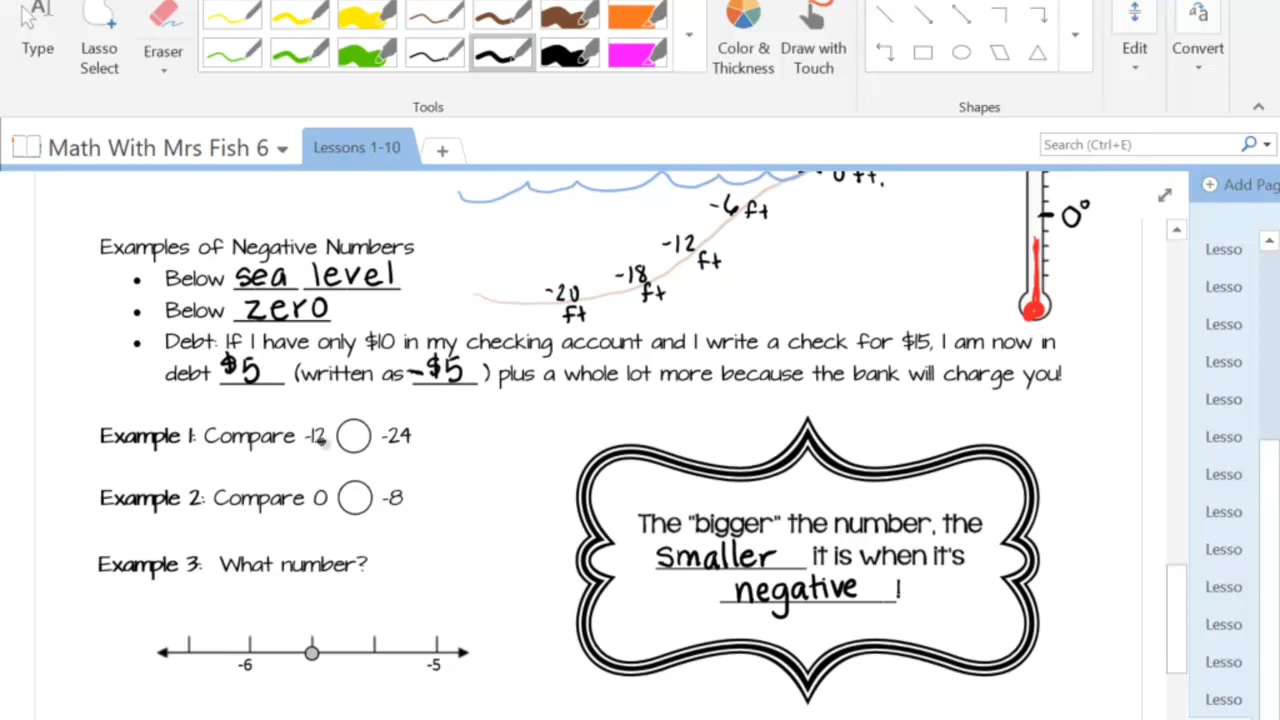 Type
Lasso Select
Eraser
Color & Thickness
Draw with Touch
Edit
Convert
Tools
Shapes
Math With Mrs Fish 6
Lessons 1-10
Search (Ctrl+E)
Add Pag
0 ft.
-6 ft
0°
-12 ft
-18 ft
-20 ft
Examples of Negative Numbers
• Below sea level
• Below zero
• Debt: If I have only $10 in my checking account and I write a check for $15, I am now in
debt $5 (written as -$5 ) plus a whole lot more because the bank will charge you!
Example 1: Compare -12 -24
Example 2: Compare 0 -8
Example 3: What number?
-6 -5
The "bigger" the number, the
smaller it is when it's
negative !
Lesso
Lesso
Lesso
Lesso
Lesso
Lesso
Lesso
Lesso
Lesso
Lesso
Lesso
Lesso
Lesso